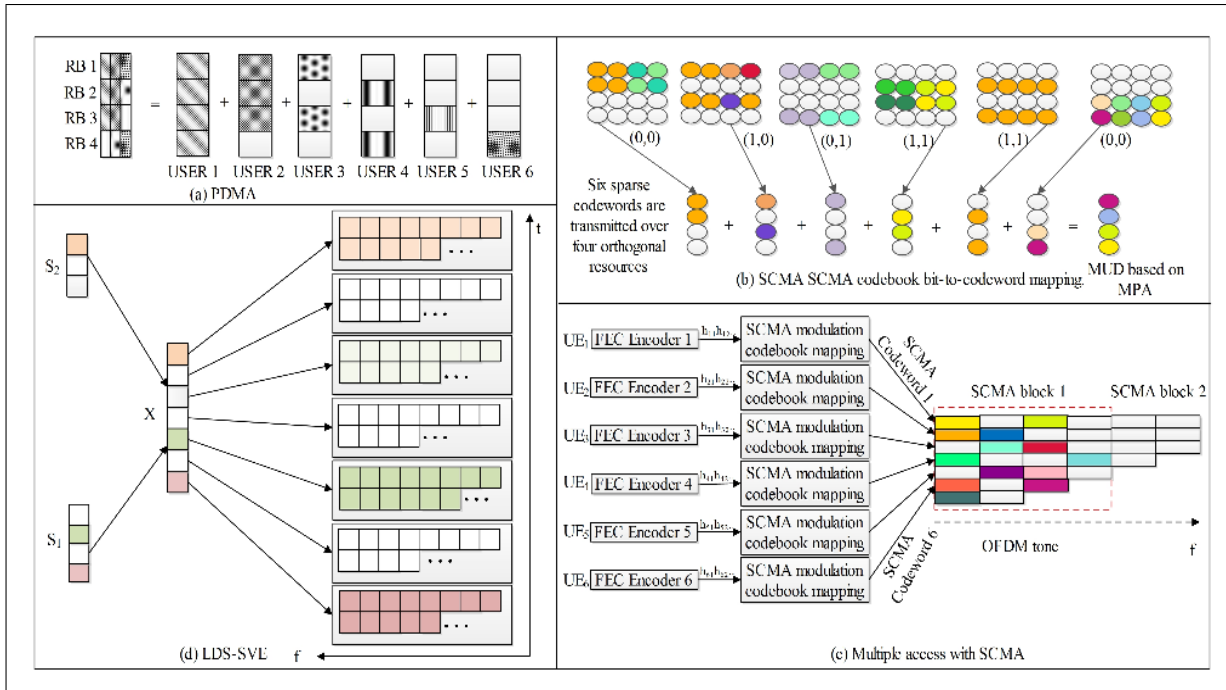 RB 1
RB 2
RB 3
RB 4
=
+
+
+
+
+
USER 1 USER 2 USER 3 USER 4 USER 5 USER 6
(a) PDMA
(0,0) (1,0) (0,1) (1,1) (1,1) (0,0)
Six sparse
codewords are
transmitted over
four orthogonal
resources
+ + + + + =
(b) SCMA SCMA codebook bit-to-codeword mapping.
MUD based on
MPA
S2
X
S1
t
...
...
...
...
...
...
...
(d) LDS-SVE
f
UE1 FEC Encoder 1
SCMA modulation
codebook mapping
UE2 FEC Encoder 2
SCMA modulation
codebook mapping
UE3 FEC Encoder 3
SCMA modulation
codebook mapping
FEC Encoder 4
SCMA modulation
codebook mapping
UE5 FEC Encoder 5
SCMA modulation
codebook mapping
UE6 FEC Encoder 6
SCMA modulation
codebook mapping
SCMA
Codeword 1
SCMA
Codeword 6
SCMA block 1 SCMA block 2
OFDM tone
f
(c) Multiple access with SCMA